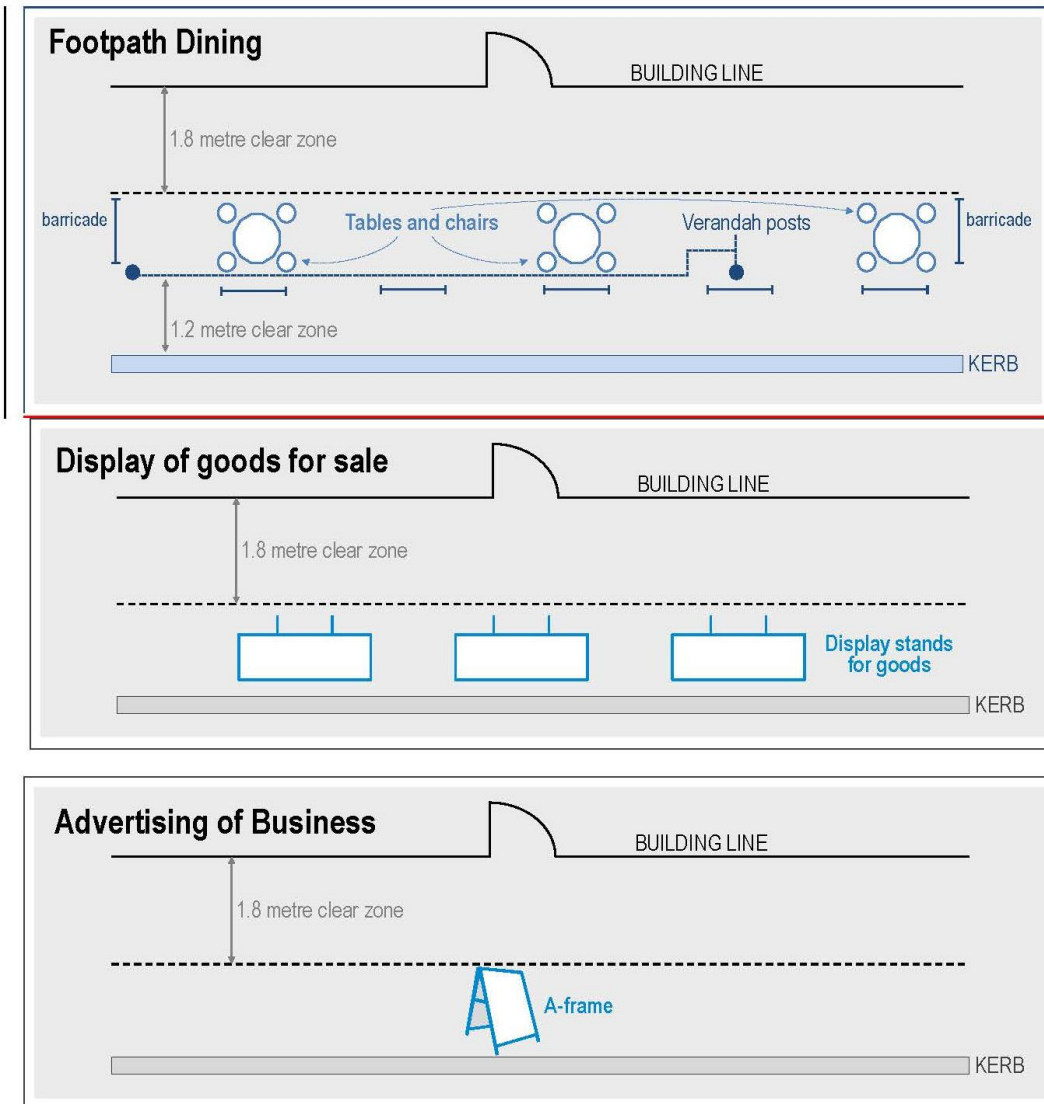 Footpath Dining
BUILDING LINE
1.8 metre clear zone
barricade
Tables and chairs
Verandah posts
barricade
1.2 metre clear zone
KERB
Display of goods for sale
BUILDING LINE
1.8 metre clear zone
Display stands
for goods
KERB
Advertising of Business
BUILDING LINE
1.8 metre clear zone
A-frame
KERB